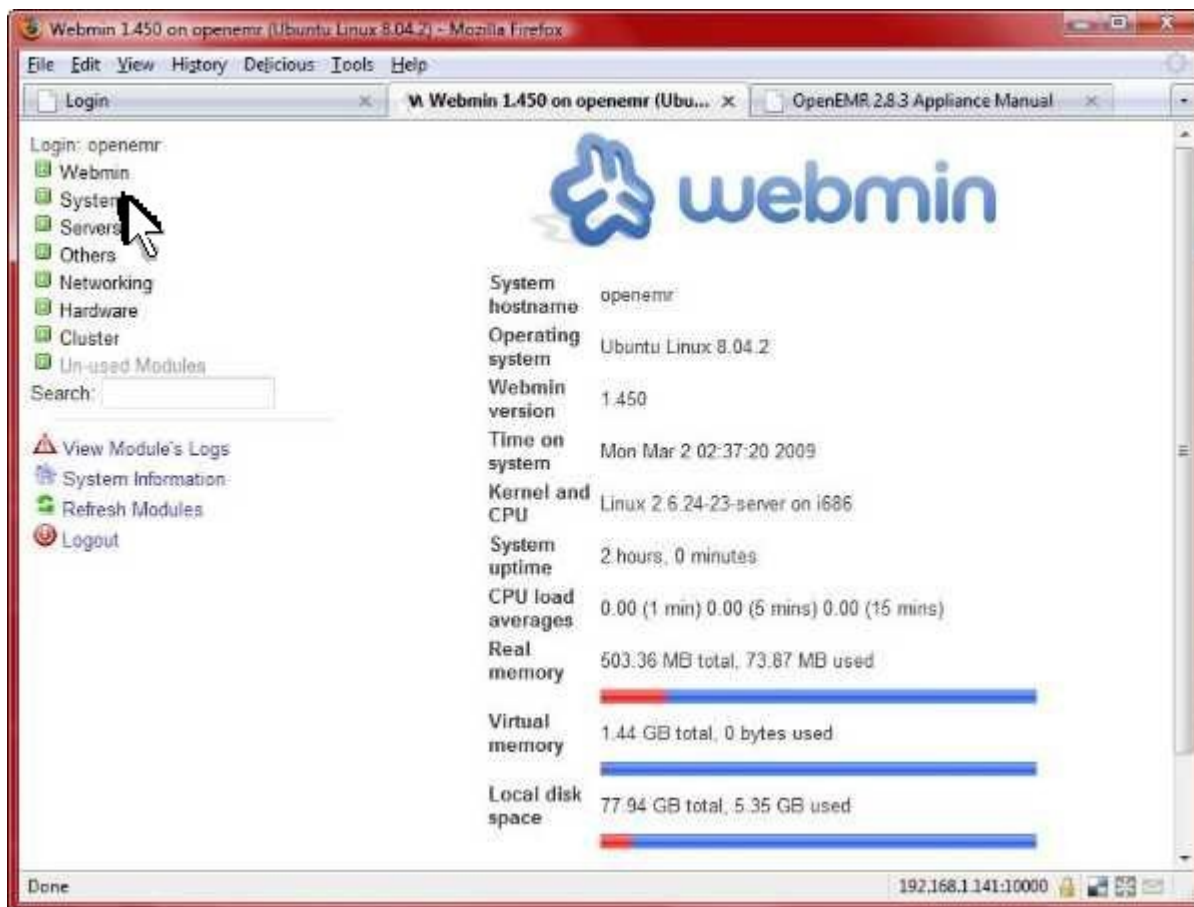 Webmin 1.450 on openemr (Ubuntu Linux 8.04.2) - Mozilla Firefox
File Edit View History Delicious Tools Help
Login
Webmin 1.450 on openemr (Ubu...
OpenEMR 2.8.3 Appliance Manual
Login: openemr
Webmin
System
Servers
Others
Networking
Hardware
Cluster
Un-used Modules
Search:
View Module's Logs
System Information
Refresh Modules
Logout
webmin
System
hostname
openemr
Operating
system
Ubuntu Linux 8.04.2
Webmin
version
1.450
Time on
system
Mon Mar 2 02:37:20 2009
Kernel and
CPU
Linux 2.6.24-23-server on i686
System
uptime
2 hours, 0 minutes
CPU load
averages
0.00 (1 min) 0.00 (5 mins) 0.00 (15 mins)
Real
memory
503.36 MB total, 73.87 MB used
Virtual
memory
1.44 GB total, 0 bytes used
Local disk
space
77.94 GB total, 5.35 GB used
Done
192.168.1.141:10000